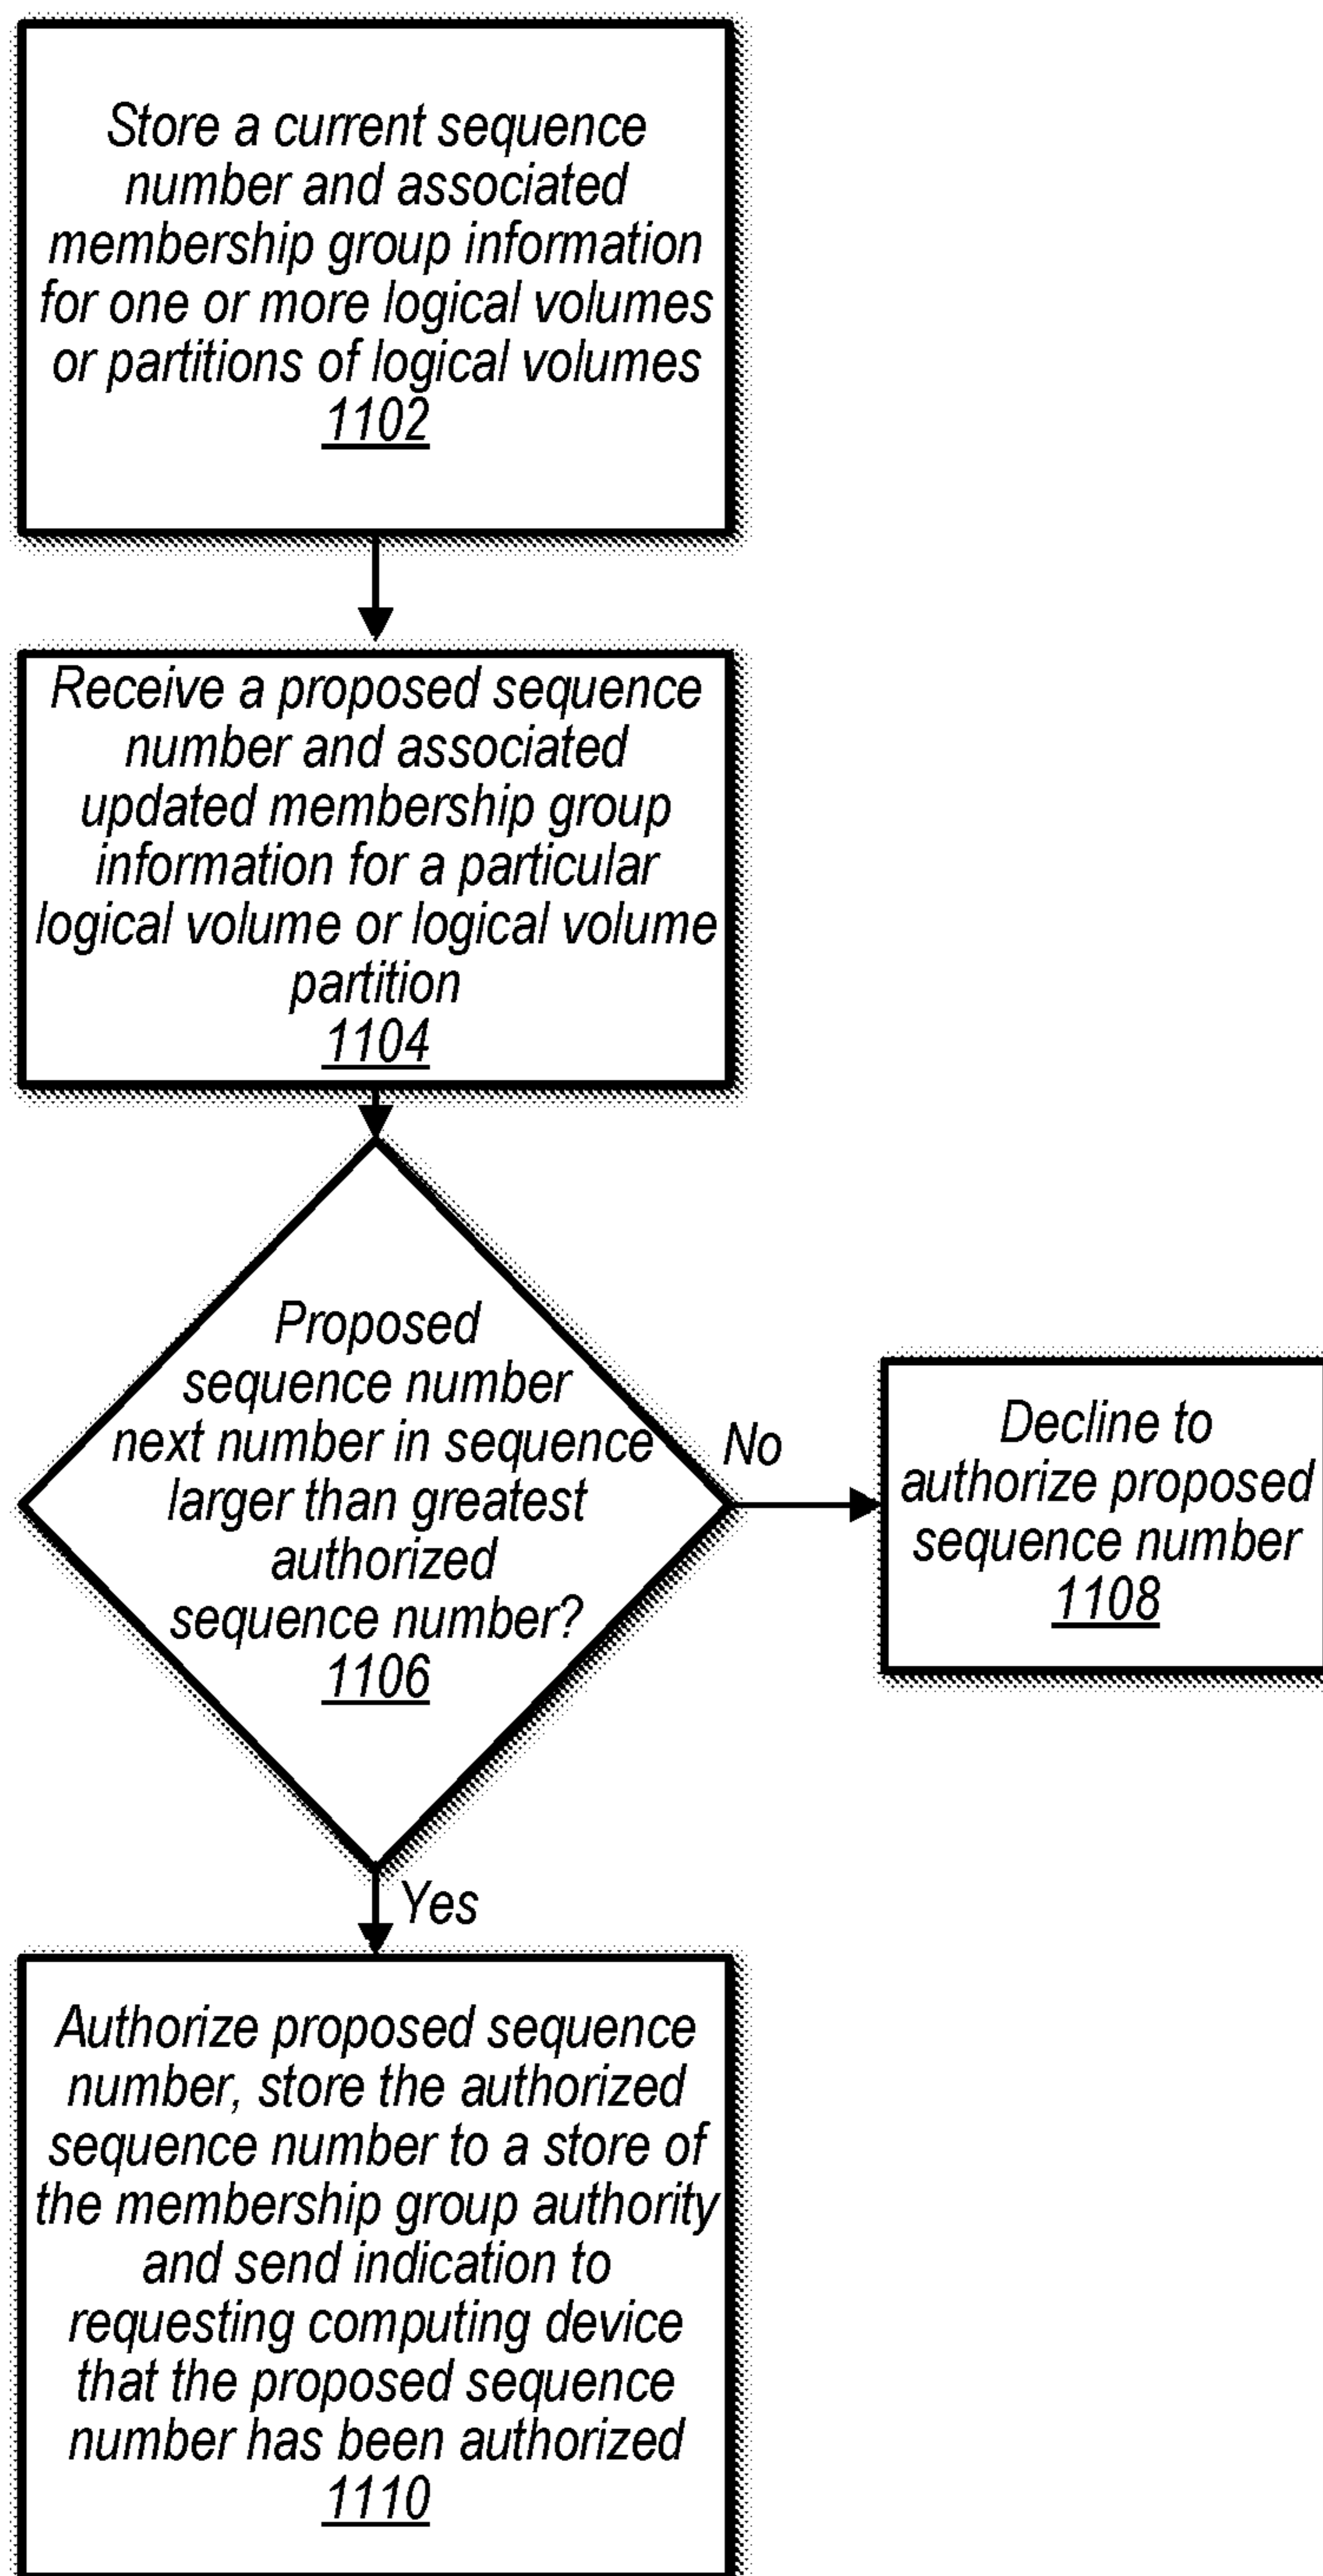 Store a current sequence
number and associated
membership group information
for one or more logical volumes
or partitions of logical volumes
1102
Receive a proposed sequence
number and associated
updated membership group
information for a particular
logical volume or logical volume
partition
1104
Proposed
sequence number
next number in sequence
larger than greatest
authorized
sequence number?
1106
No
Decline to
authorize proposed
sequence number
1108
Yes
Authorize proposed sequence
number, store the authorized
sequence number to a store of
the membership group authority
and send indication to
requesting computing device
that the proposed sequence
number has been authorized
1110